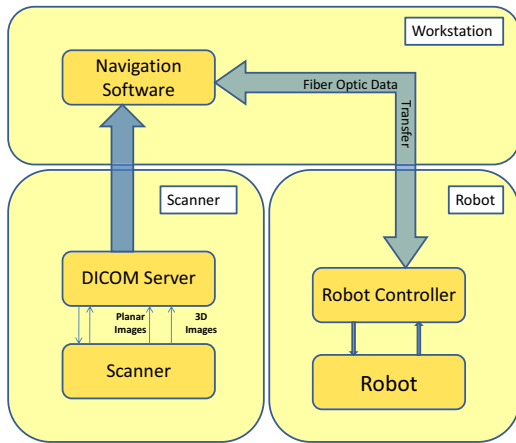 Workstation
Navigation
Software
Fiber Optic Data
Transfer
Scanner
Robot
DICOM Server
Robot Controller
Planar
Images
3D
Images
Scanner
Robot